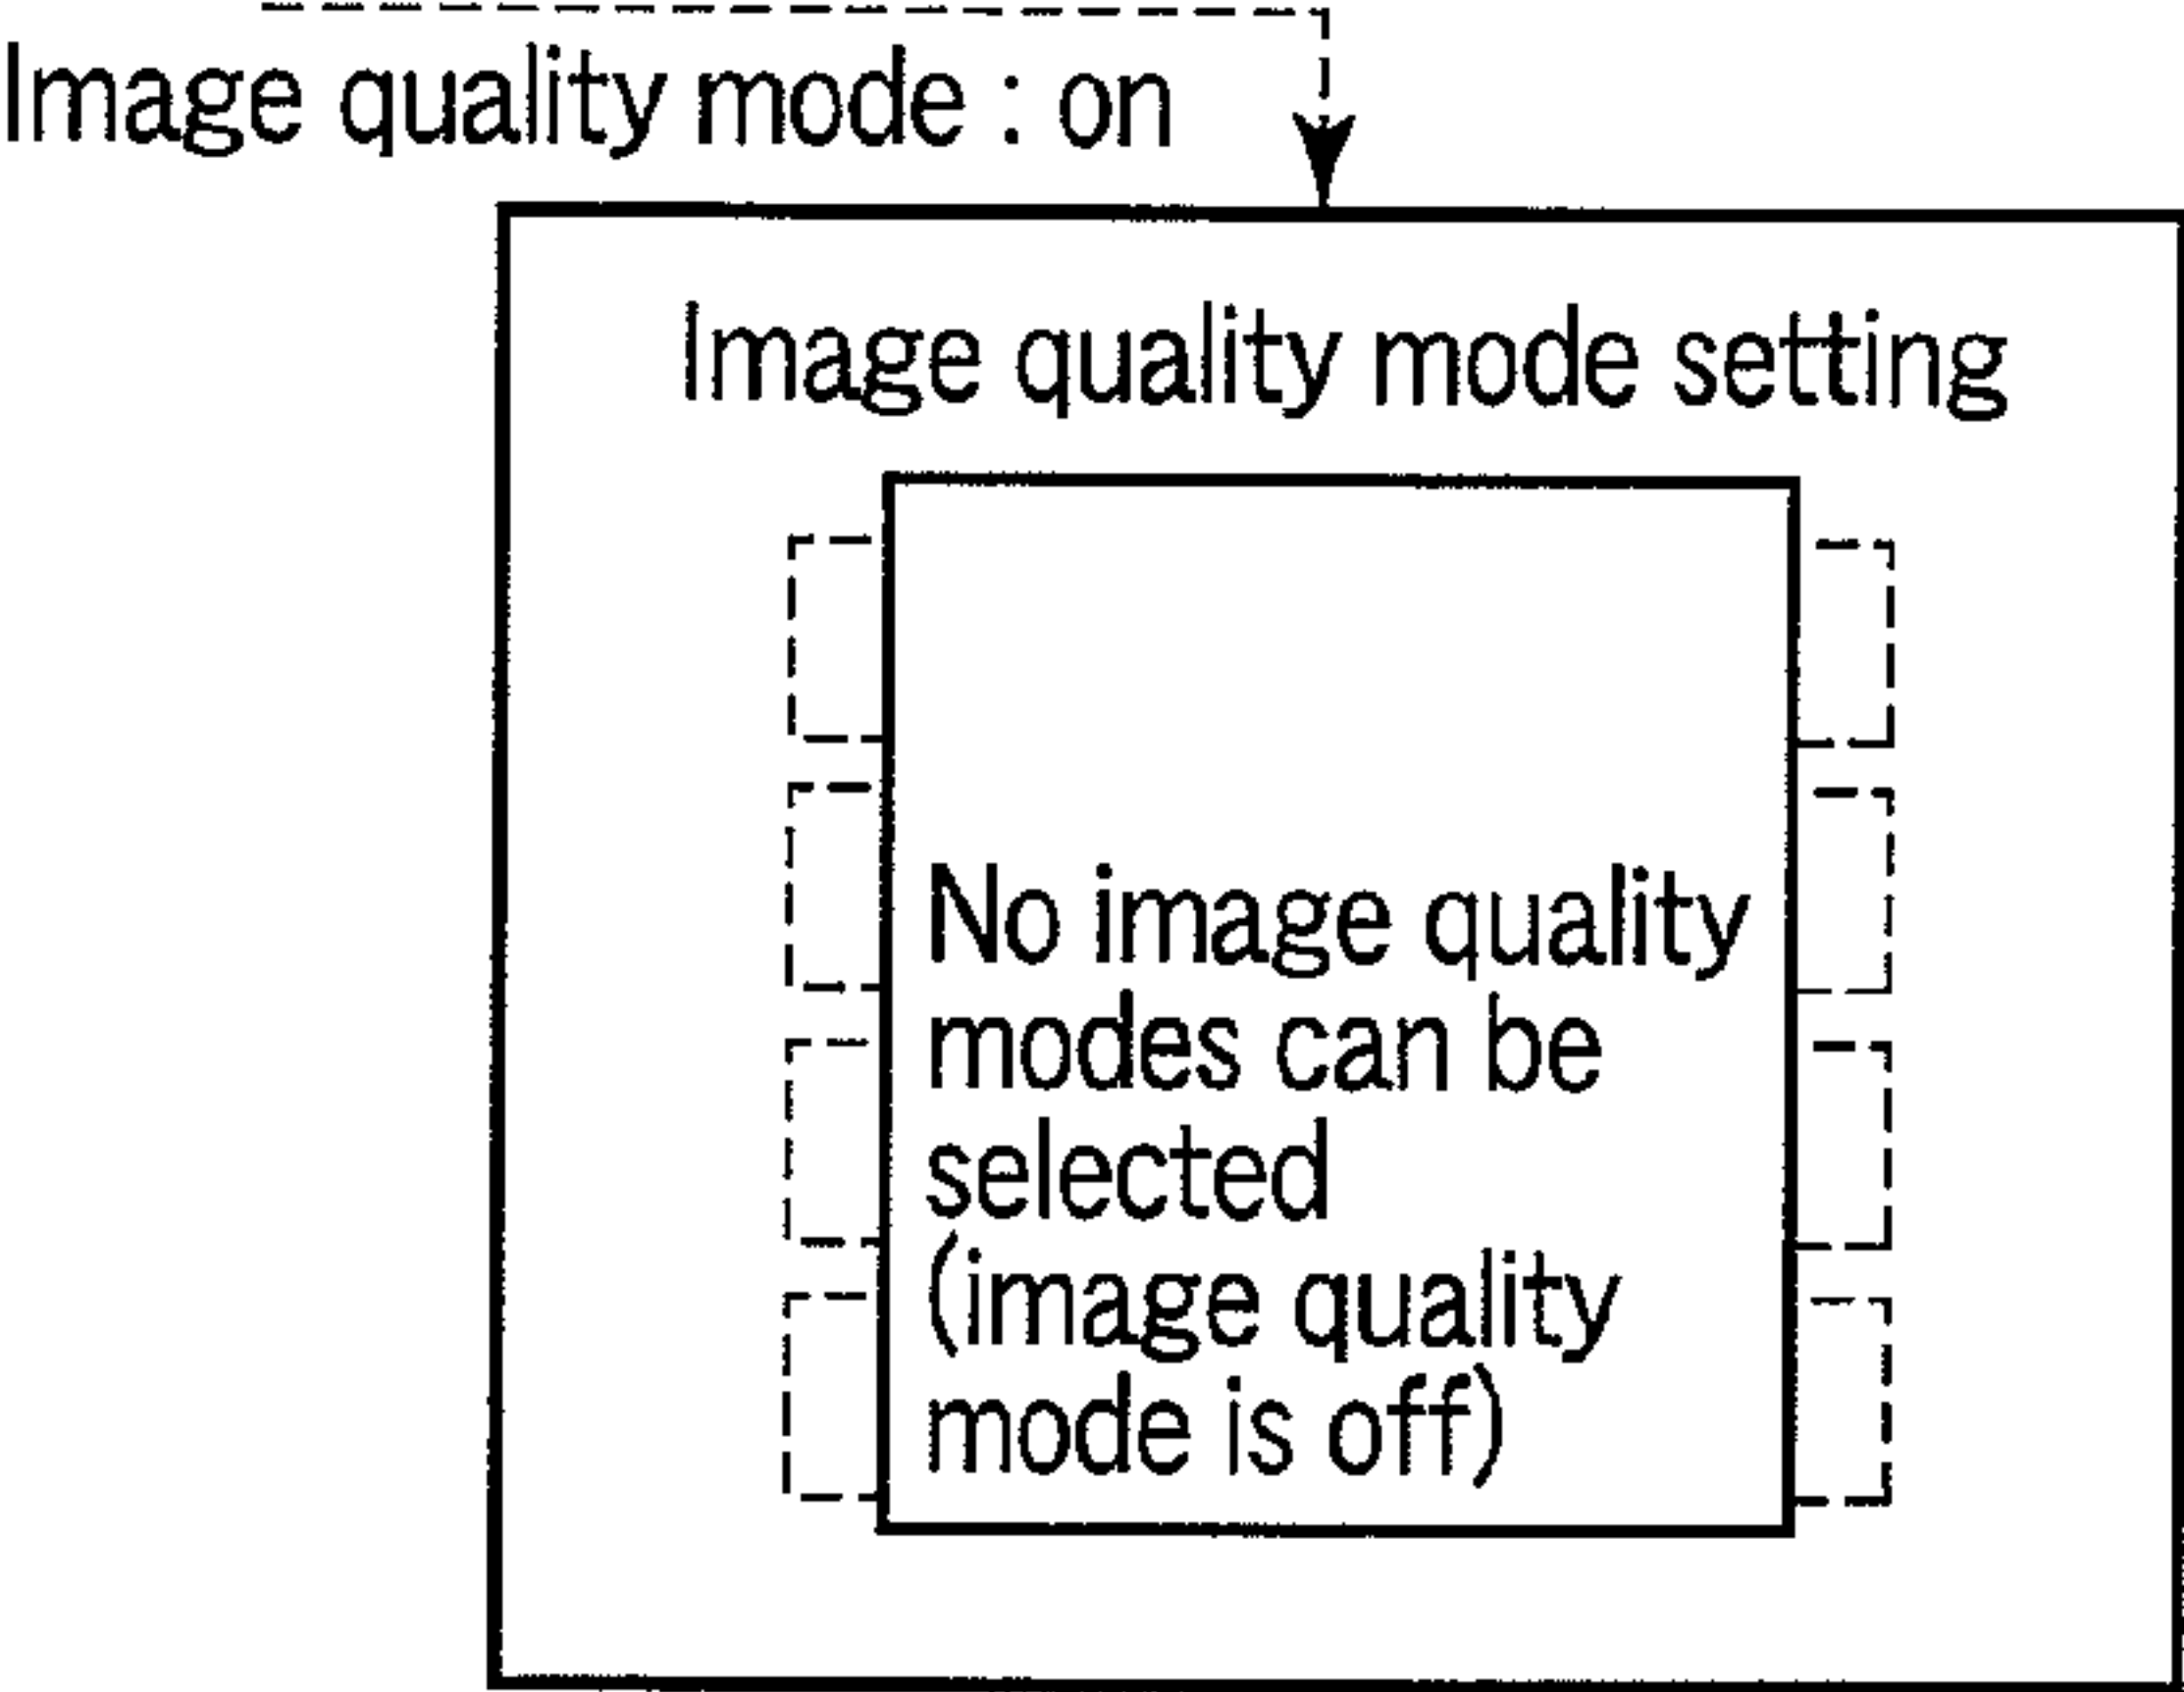 Image quality mode : on
Image quality mode setting
No image quality
modes can be
selected
(image quality
mode is off)